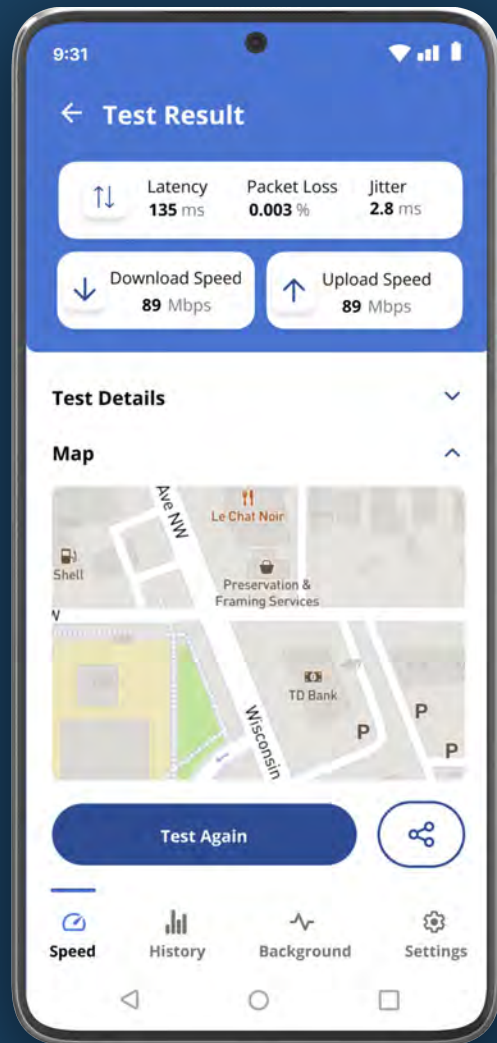 9:31
Test Result
Latency Packet Loss Jitter
135 ms 0.003 % 2.8 ms
Download Speed
89 Mbps
Upload Speed
89 Mbps
Test Details
Map
Ave NW
Le Chat Noir
Shell
Preservation &
Framing Services
W
TD Bank
Wisconsin
P
P
P
Test Again
Speed History Background Settings